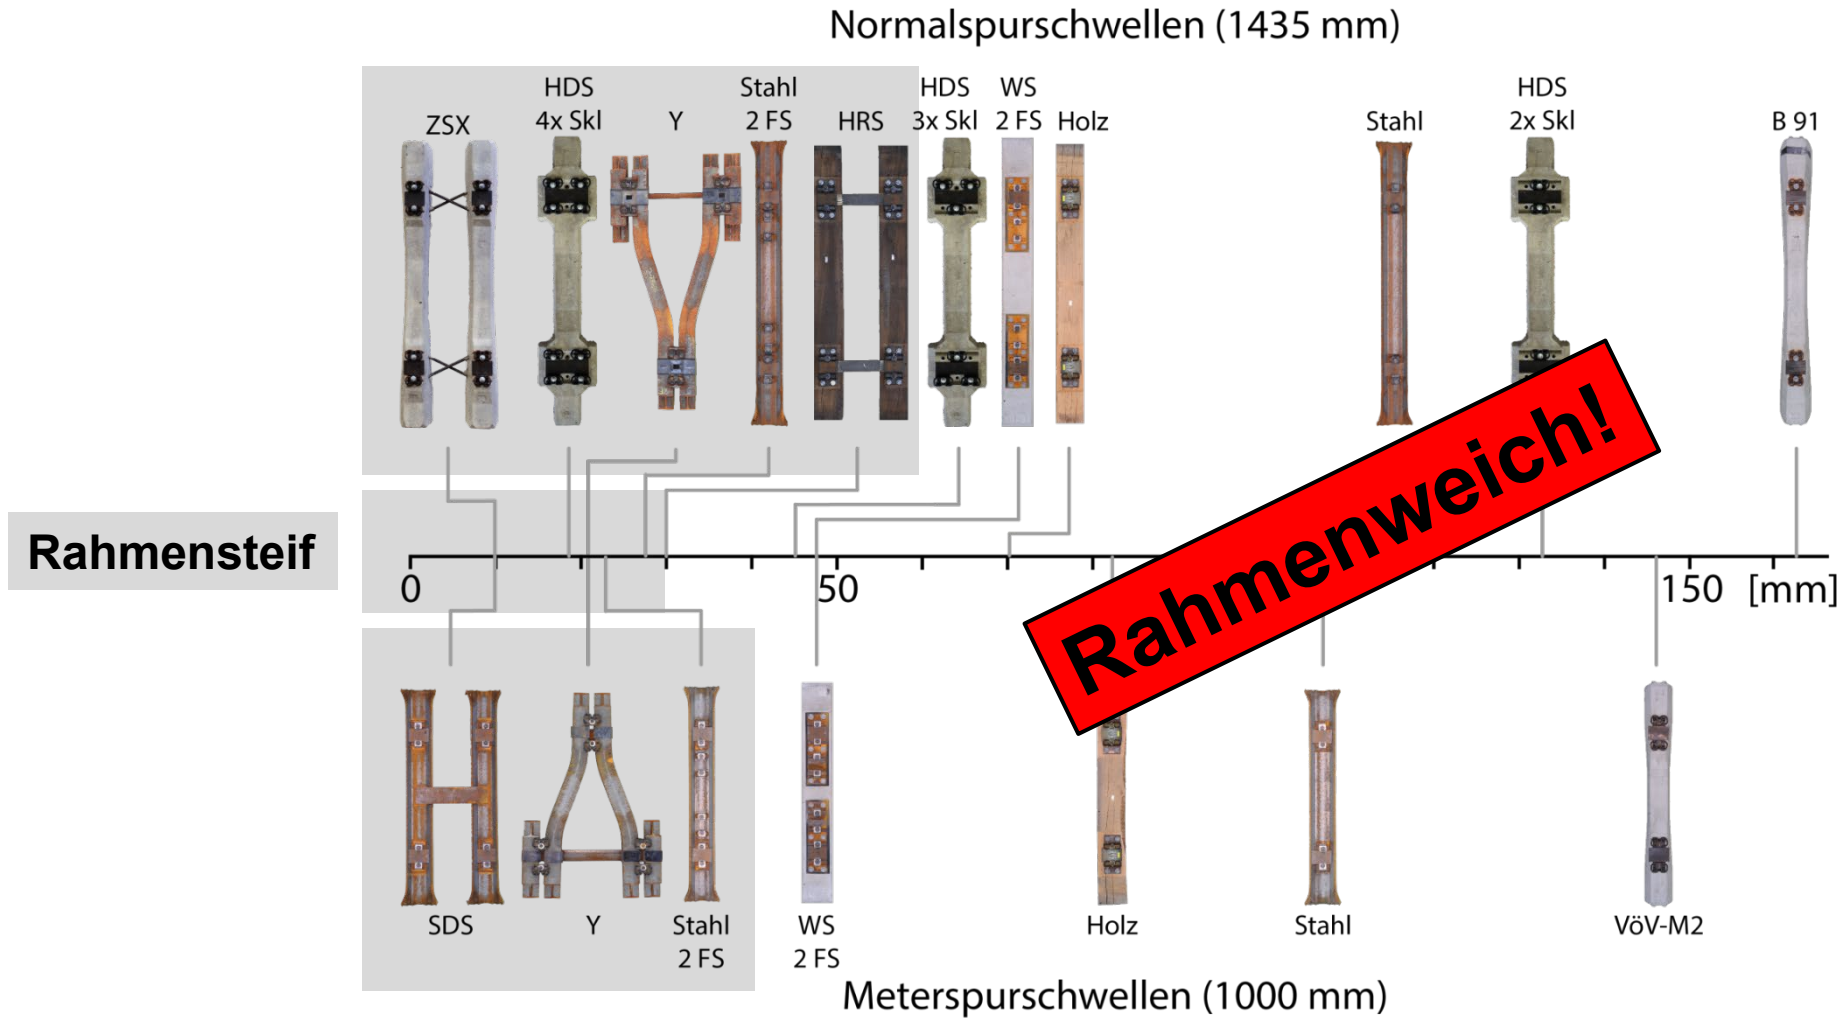 Normalspurschwellen (1435 mm)
ZSX
HDS
4x Skl
Y
Stahl
2 FS
HRS
HDS
3x Skl
WS
2 FS
Holz
Stahl
HDS
2x Skl
B 91
Rahmensteif
0
50
150
[mm]
Rahmenweich!
SDS
Y
Stahl
2 FS
WS
2 FS
Holz
Stahl
VöV-M2
Meterspurschwellen (1000 mm)